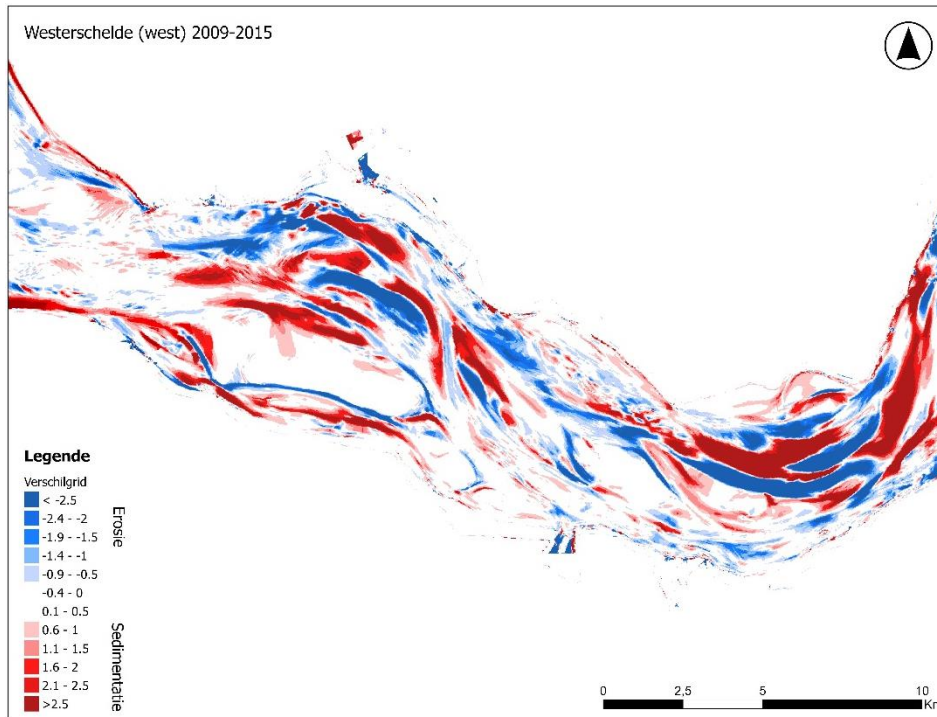 Westerschelde (west) 2009-2015
Legende
Verschilgrid
< -2.5
-2.4 - -2
-1.9 - -1.5
-1.4 - -1
-0.9 - -0.5
-0.4 - 0
0.1 - 0.5
0.6 - 1
1.1 - 1.5
1.6 - 2
2.1 - 2.5
>2.5
Erosie
Sedimentatie
0 2,5 5 10
Km